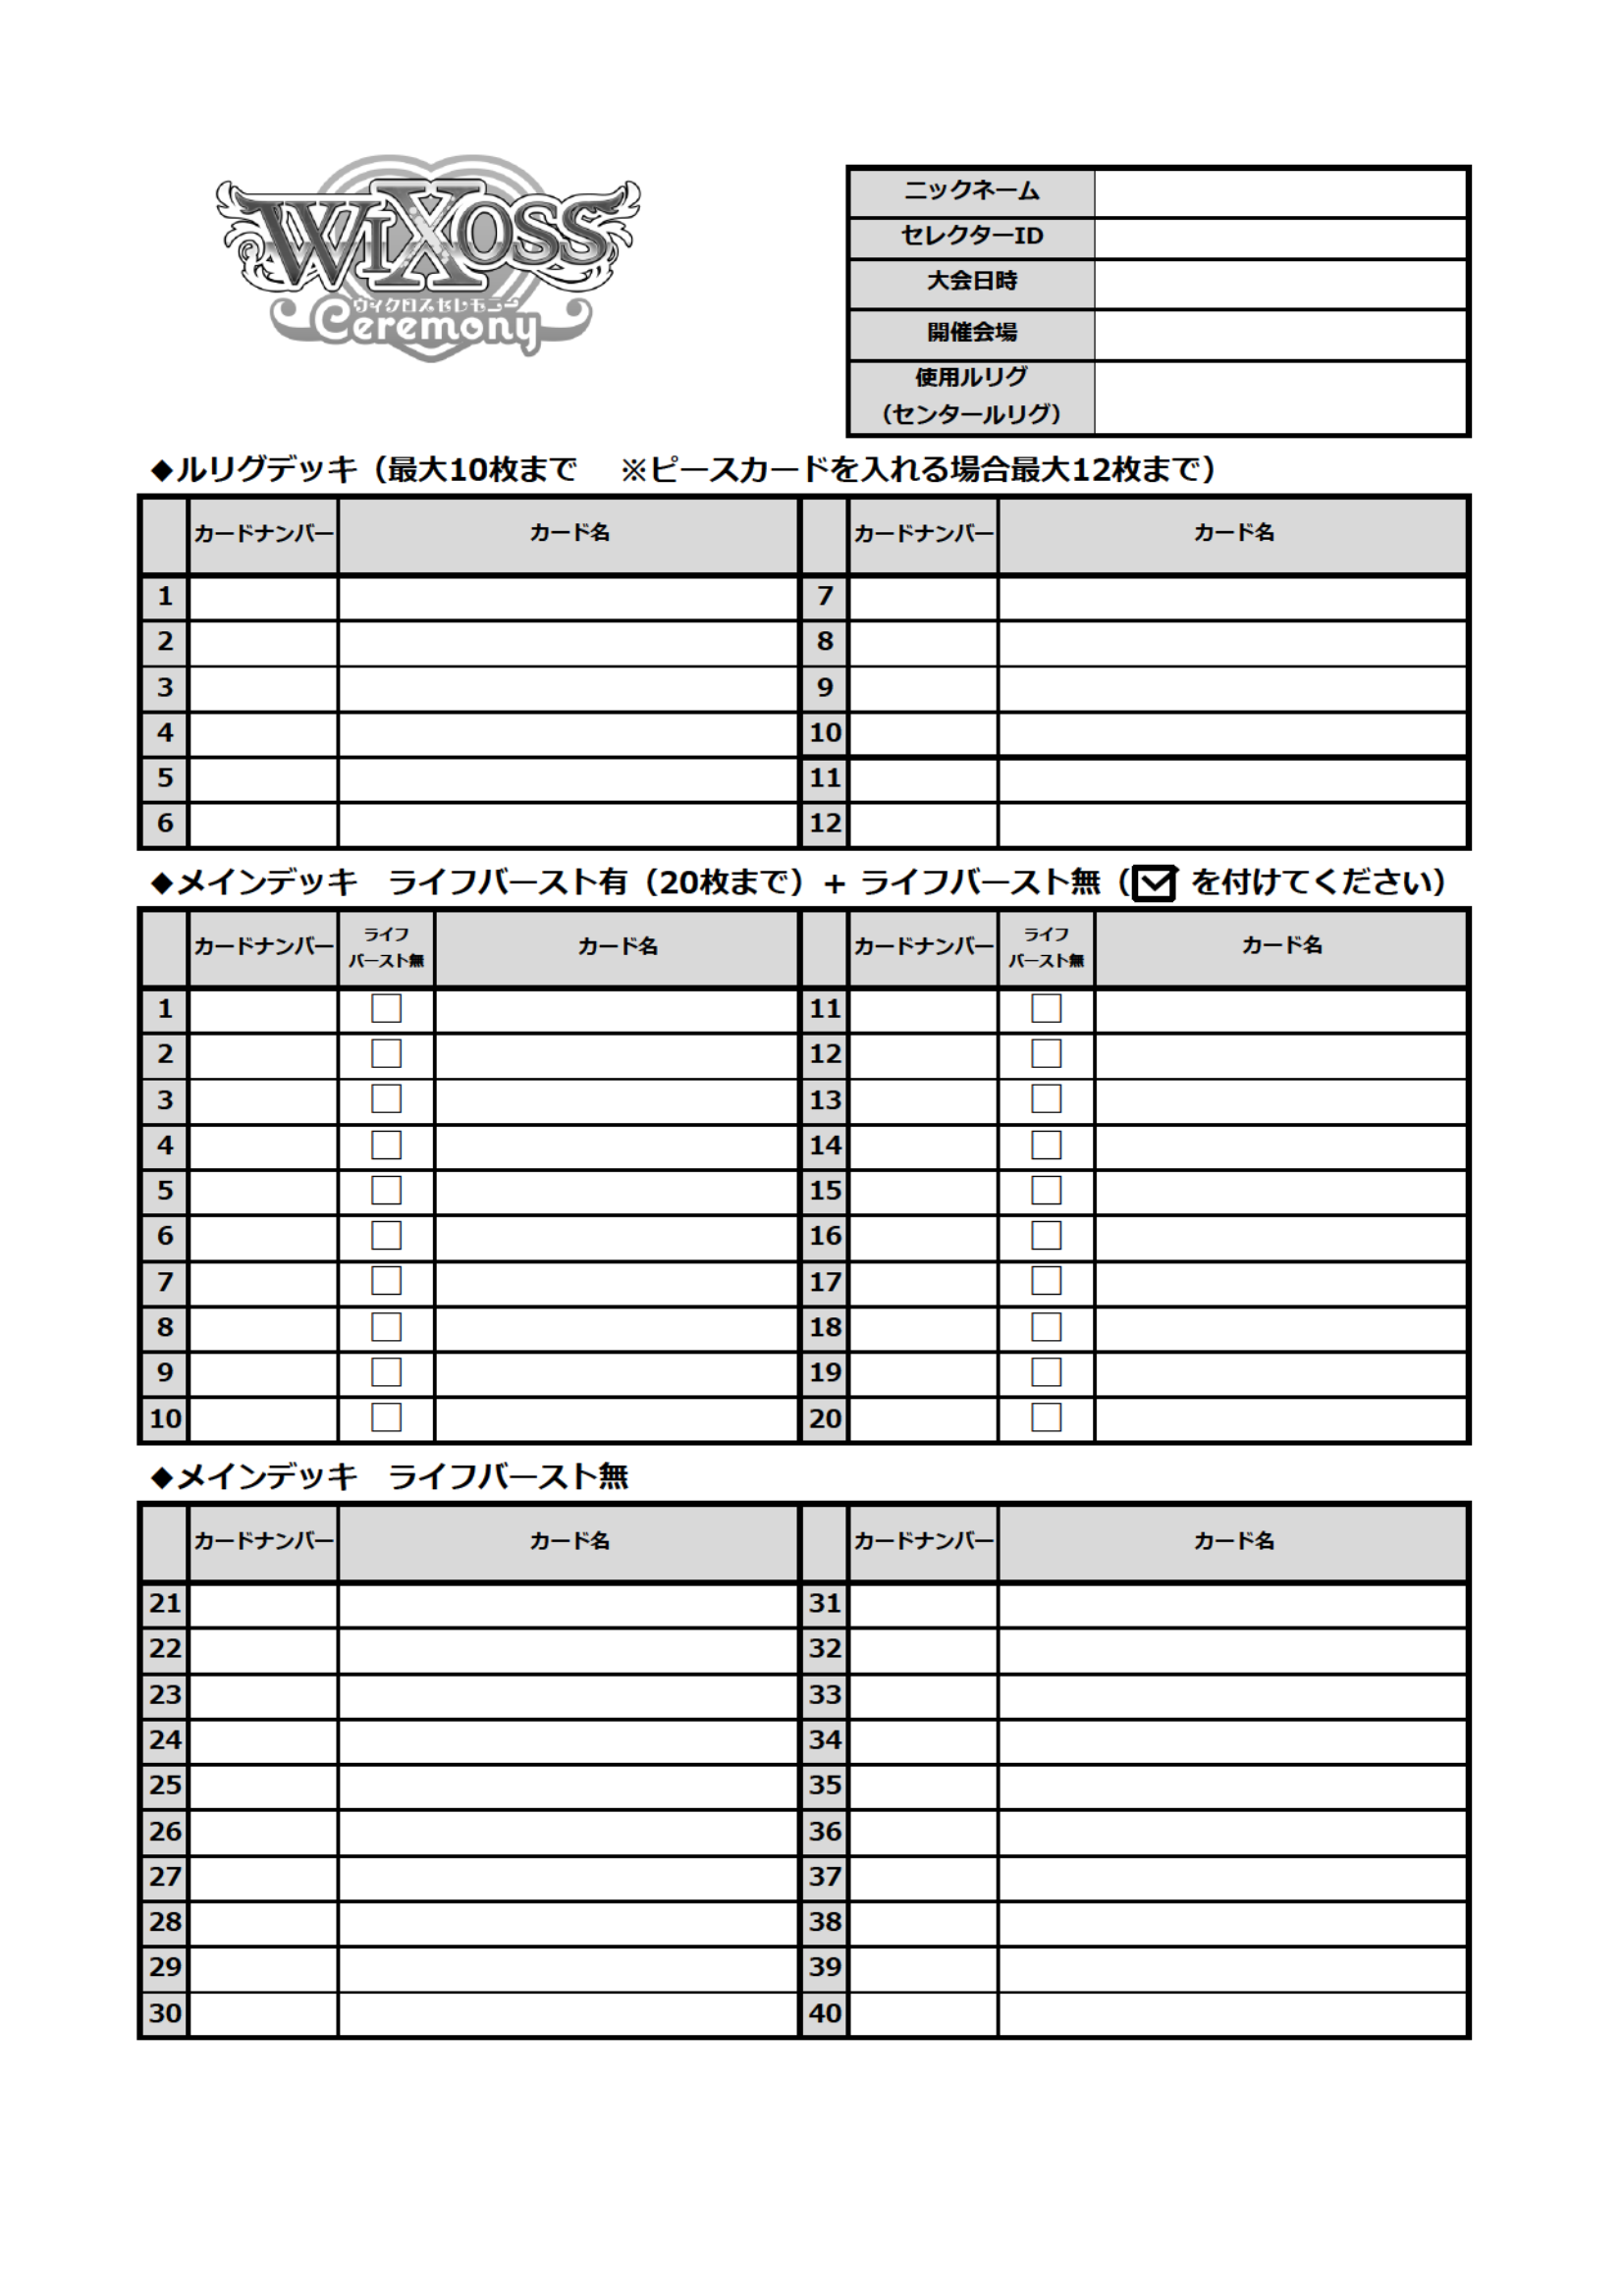 WIXOSS
ウィクロスセレモニー
Ceremony
ニックネーム
セレクターID
大会日時
開催会場
使用ルリグ
（センタールリグ）
◆ルリグデッキ（最大10枚まで　※ピースカードを入れる場合最大12枚まで）
カードナンバー カード名 カードナンバー カード名
1 7
2 8
3 9
4 10
5 11
6 12
◆メインデッキ　ライフバースト有（20枚まで）+ ライフバースト無（☑ を付けてください）
カードナンバー ライフ カード名 カードナンバー ライフ カード名
バースト無 バースト無
1 □ 11 □
2 □ 12 □
3 □ 13 □
4 □ 14 □
5 □ 15 □
6 □ 16 □
7 □ 17 □
8 □ 18 □
9 □ 19 □
10 □ 20 □
◆メインデッキ　ライフバースト無
カードナンバー カード名 カードナンバー カード名
21 31
22 32
23 33
24 34
25 35
26 36
27 37
28 38
29 39
30 40